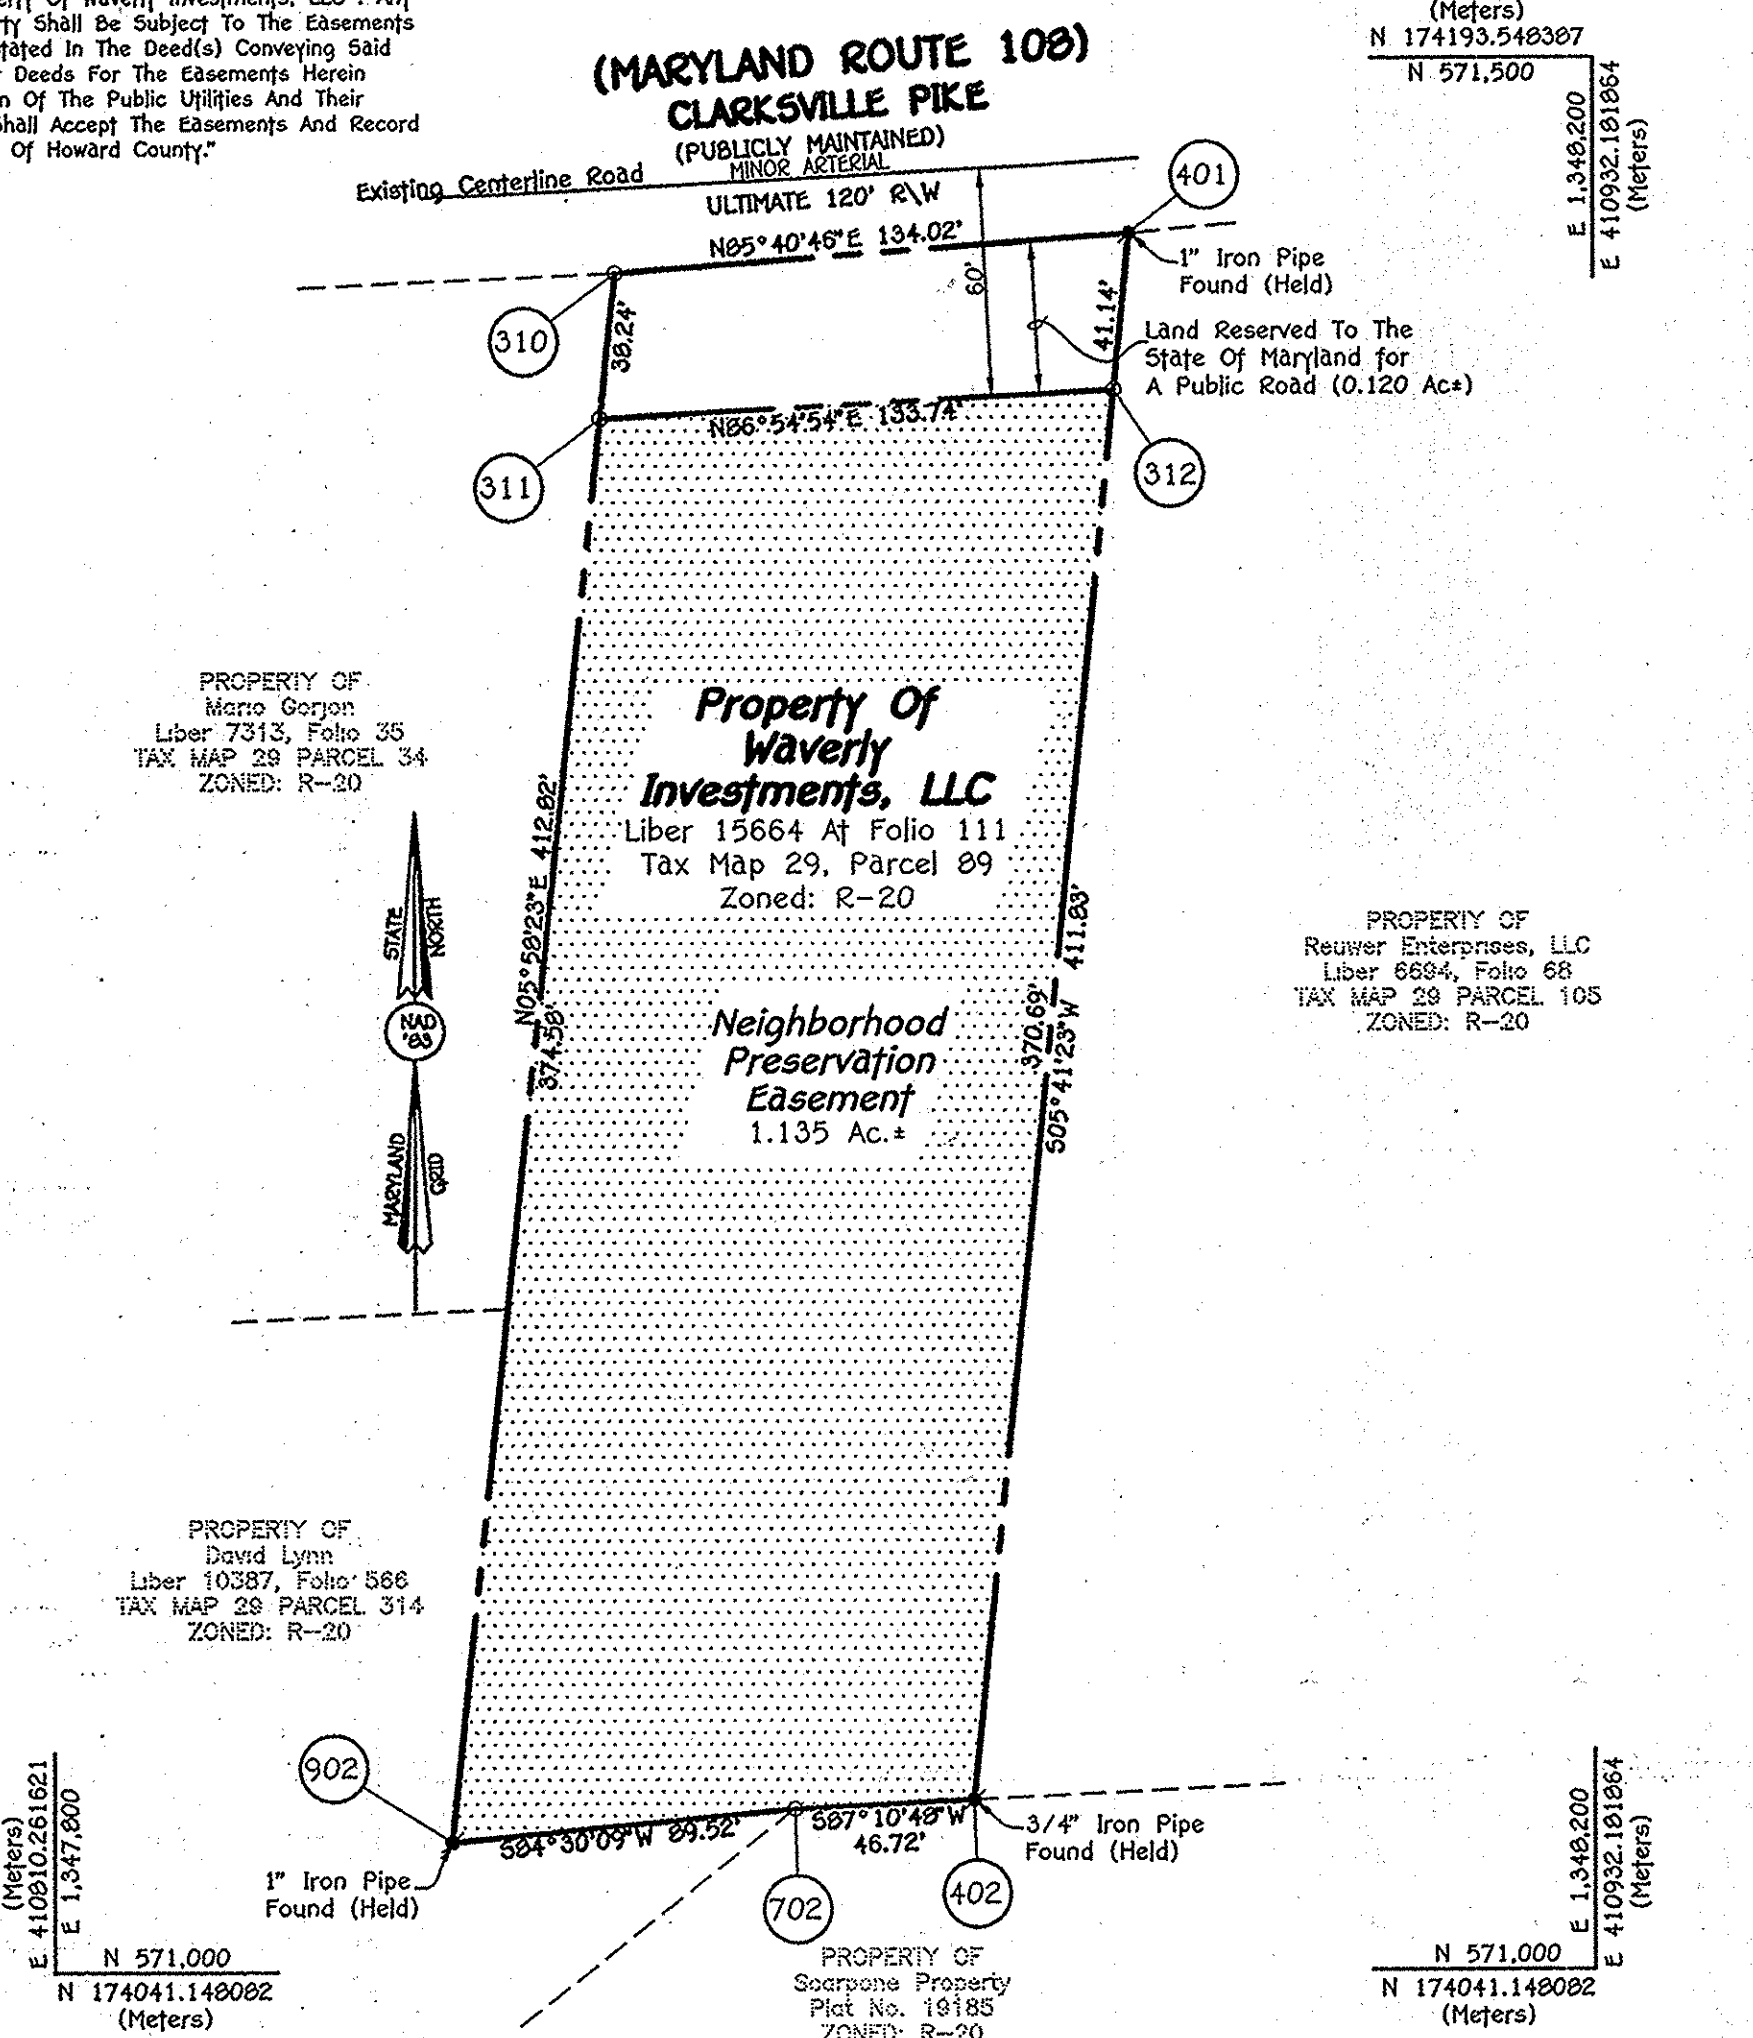 Of Waverly Investments, LLC". Any
Shall Be Subject To The Easements
In The Deed(s) Conveying Said
Deeds For The Easements Herein
Of The Public Utilities And Their
Shall Accept The Easements And Record
Of Howard County."
(MARYLAND ROUTE 108)
CLARKSVILLE PIKE
(PUBLICLY MAINTAINED)
MINOR ARTERIAL
Existing Centerline Road
ULTIMATE 120' R\W
(Meters)
N 174193.548387
N 571,500
E 1,348,200
E 410932.181864
(Meters)
401
N85°40'46"E 134.02'
1" Iron Pipe
Found (Held)
60'
310
38.24'
41.14'
Land Reserved To The
State Of Maryland for
A Public Road (0.120 Ac±)
N86°54'54"E 133.74'
311
312
PROPERTY OF
Mario Gorjon
Liber 7313, Folio 35
TAX MAP 29 PARCEL 34
ZONED: R-20
Property Of
Waverly
Investments, LLC
Liber 15664 At Folio 111
Tax Map 29, Parcel 89
Zoned: R-20
N05°58'23"E 412.82'
374.58'
S05°41'23"W 411.83'
370.69'
PROPERTY OF
Reuwer Enterprises, LLC
Liber 6694, Folio 68
TAX MAP 29 PARCEL 105
ZONED: R-20
STATE
NORTH
NAD
'83
MARYLAND
GRID
Neighborhood
Preservation
Easement
1.135 Ac.±
PROPERTY OF
David Lynn
Liber 10387, Folio 566
TAX MAP 29 PARCEL 314
ZONED: R-20
902
S84°30'09"W 89.52'
S87°10'48"W
46.72'
3/4" Iron Pipe
Found (Held)
1" Iron Pipe
Found (Held)
702
402
PROPERTY OF
Scarpone Property
Plat No. 19185
ZONED: R-20
(Meters)
E 410810.261621
E 1,347,800
N 571,000
N 174041.148082
(Meters)
E 1,348,200
E 410932.181864
(Meters)
N 571,000
N 174041.148082
(Meters)